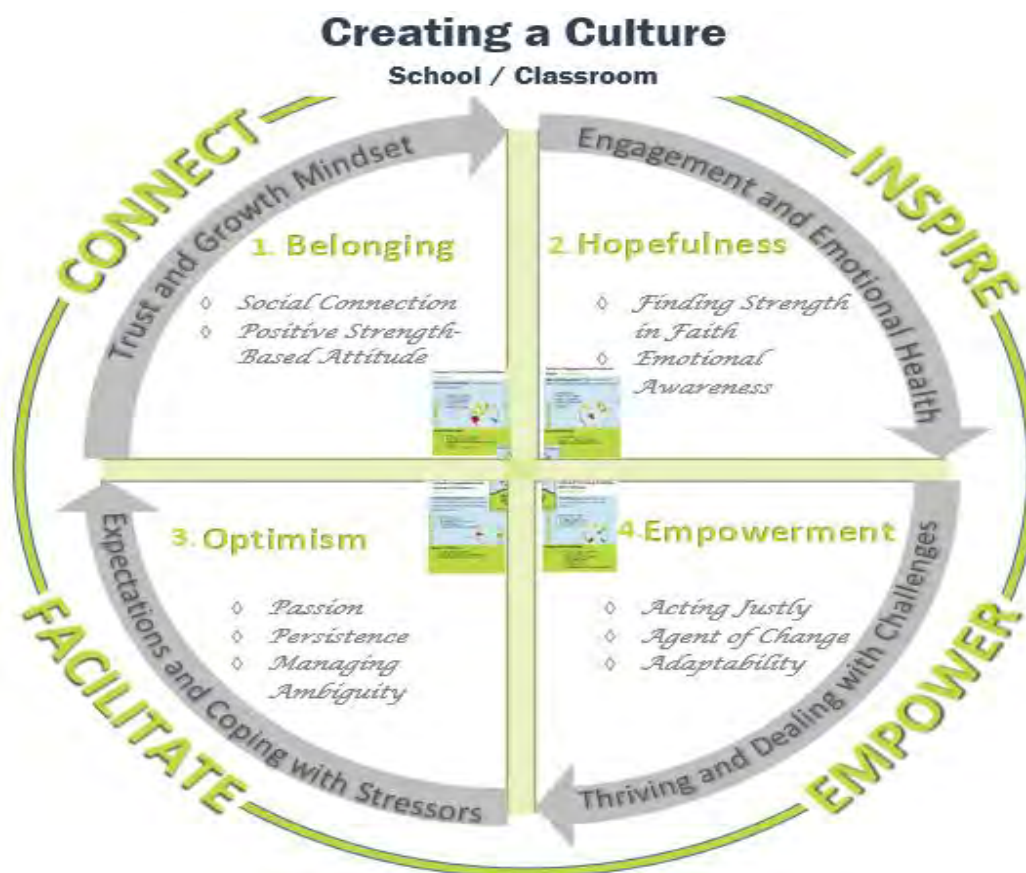 Creating a Culture
School / Classroom
CONNECT
INSPIRE
Trust and Growth Mindset
Engagement and Emotional Health
1. Belonging
◊ Social Connection
◊ Positive Strength-
Based Attitude
2. Hopefulness
◊ Finding Strength
in Faith
◊ Emotional
Awareness
3. Optimism
◊ Passion
◊ Persistence
◊ Managing
Ambiguity
4. Empowerment
◊ Acting Justly
◊ Agent of Change
◊ Adaptability
Expectations and Coping with Stressors
Thriving and Dealing with Challenges
FACILITATE
EMPOWER